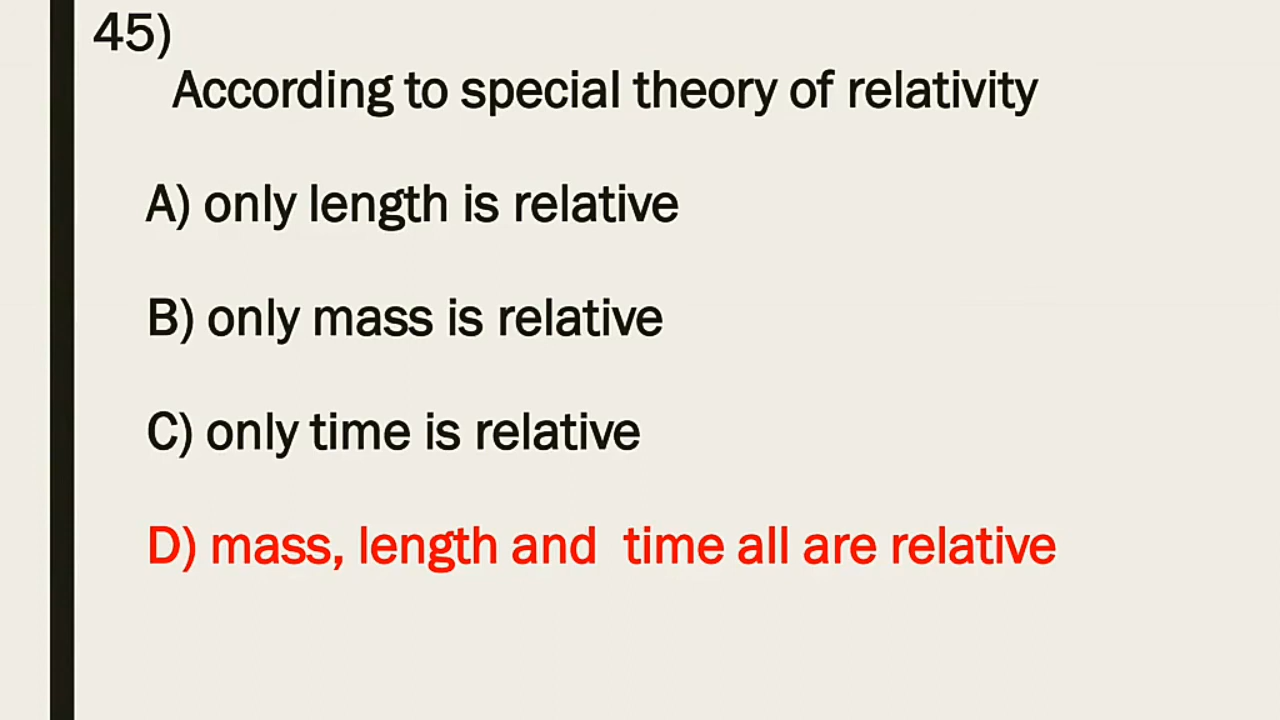 45)
According to special theory of relativity
A) only length is relative
B) only mass is relative
C) only time is relative
D) mass, length and  time all are relative